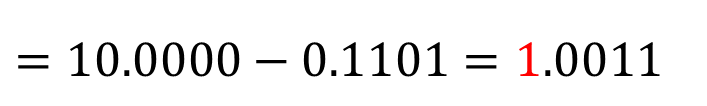 = 10.0000 − 0.1101 = 1.0011